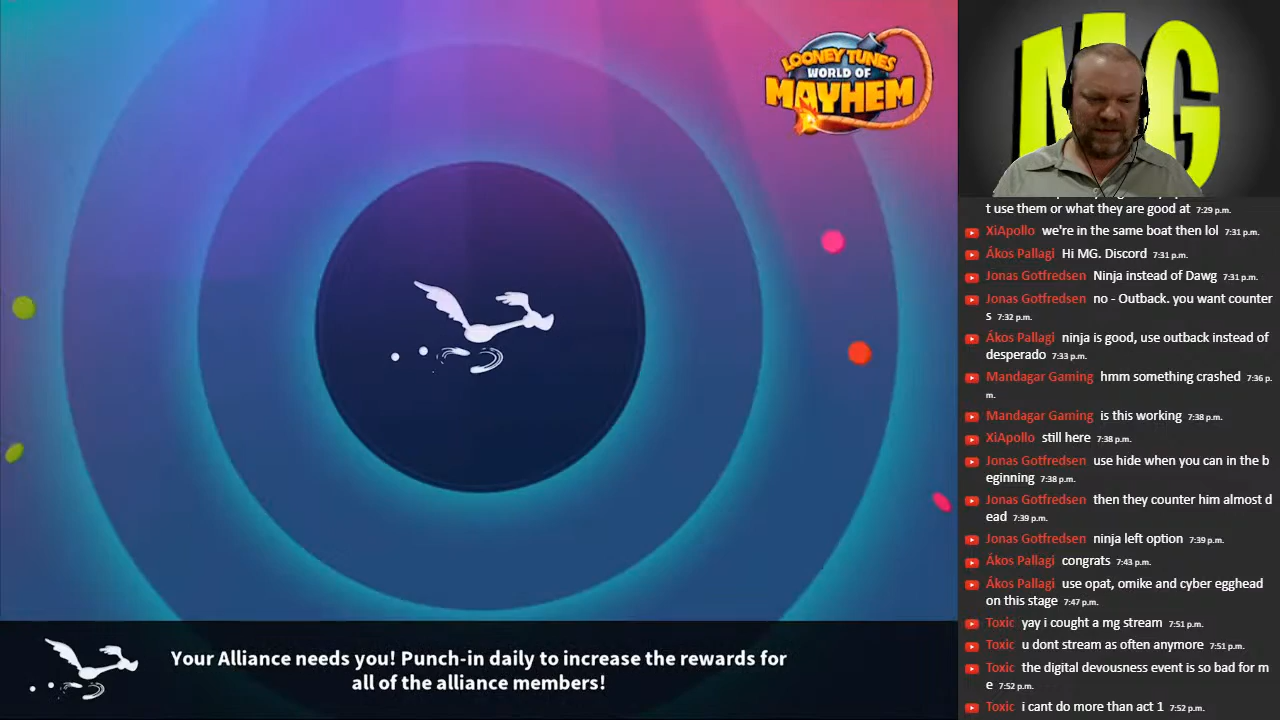 LOONEY TUNES
WORLD OF
MAYHEM
MG
t use them or what they are good at 7:29 p.m.
XiApollo we're in the same boat then lol 7:31 p.m.
Ákos Pallagi Hi MG. Discord 7:31 p.m.
Jonas Gotfredsen Ninja instead of Dawg 7:31 p.m.
Jonas Gotfredsen no - Outback. you want counter
s 7:32 p.m.
Ákos Pallagi ninja is good, use outback instead of
desperado 7:33 p.m.
Mandagar Gaming hmm something crashed 7:36 p.
m.
Mandagar Gaming is this working 7:38 p.m.
XiApollo still here 7:38 p.m.
Jonas Gotfredsen use hide when you can in the b
eginning 7:38 p.m.
Jonas Gotfredsen then they counter him almost d
ead 7:39 p.m.
Jonas Gotfredsen ninja left option 7:39 p.m.
Ákos Pallagi congrats 7:43 p.m.
Ákos Pallagi use opat, omike and cyber egghead
on this stage 7:47 p.m.
Toxic yay i cought a mg stream 7:51 p.m.
Toxic u dont stream as often anymore 7:51 p.m.
Toxic the digital devousness event is so bad for m
e 7:52 p.m.
Toxic i cant do more than act 1 7:52 p.m.
Your Alliance needs you! Punch-in daily to increase the rewards for
all of the alliance members!